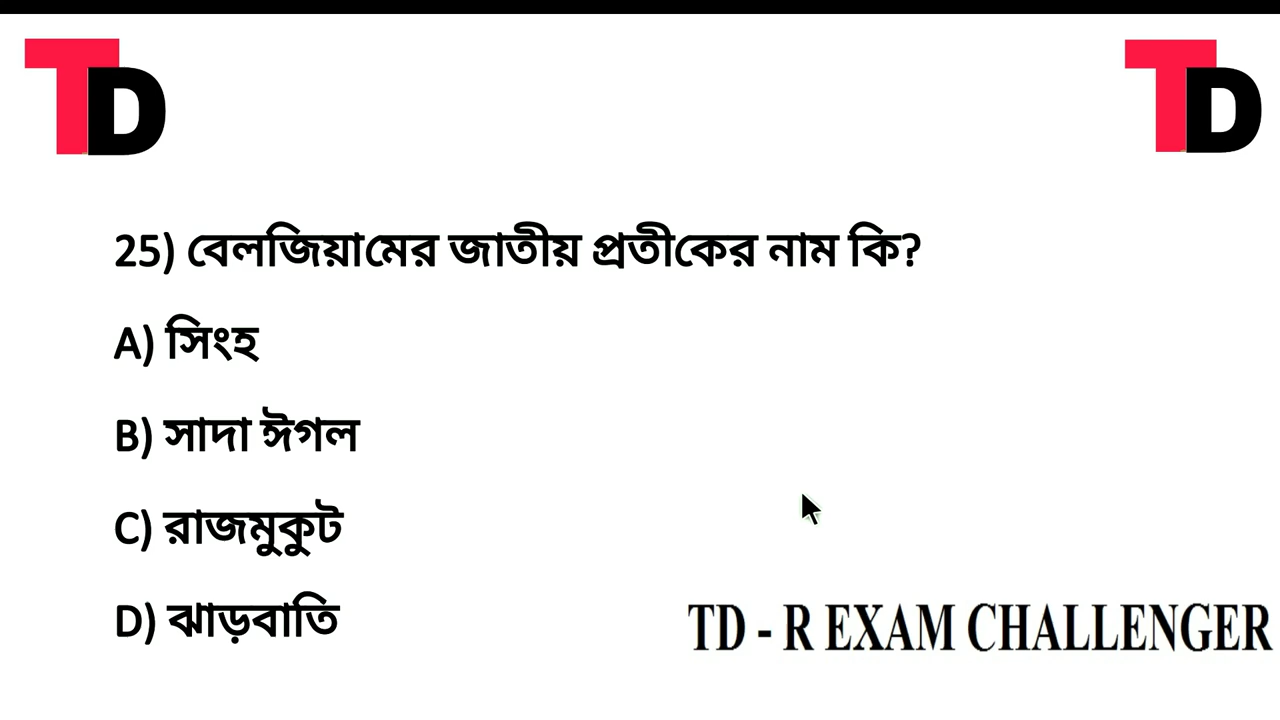 TD
TD
25) বেলজিয়ামের জাতীয় প্রতীকের নাম কি?
A) সিংহ
B) সাদা ঈগল
C) রাজমুকুট
D) ঝাড়বাতি
TD - R EXAM CHALLENGER